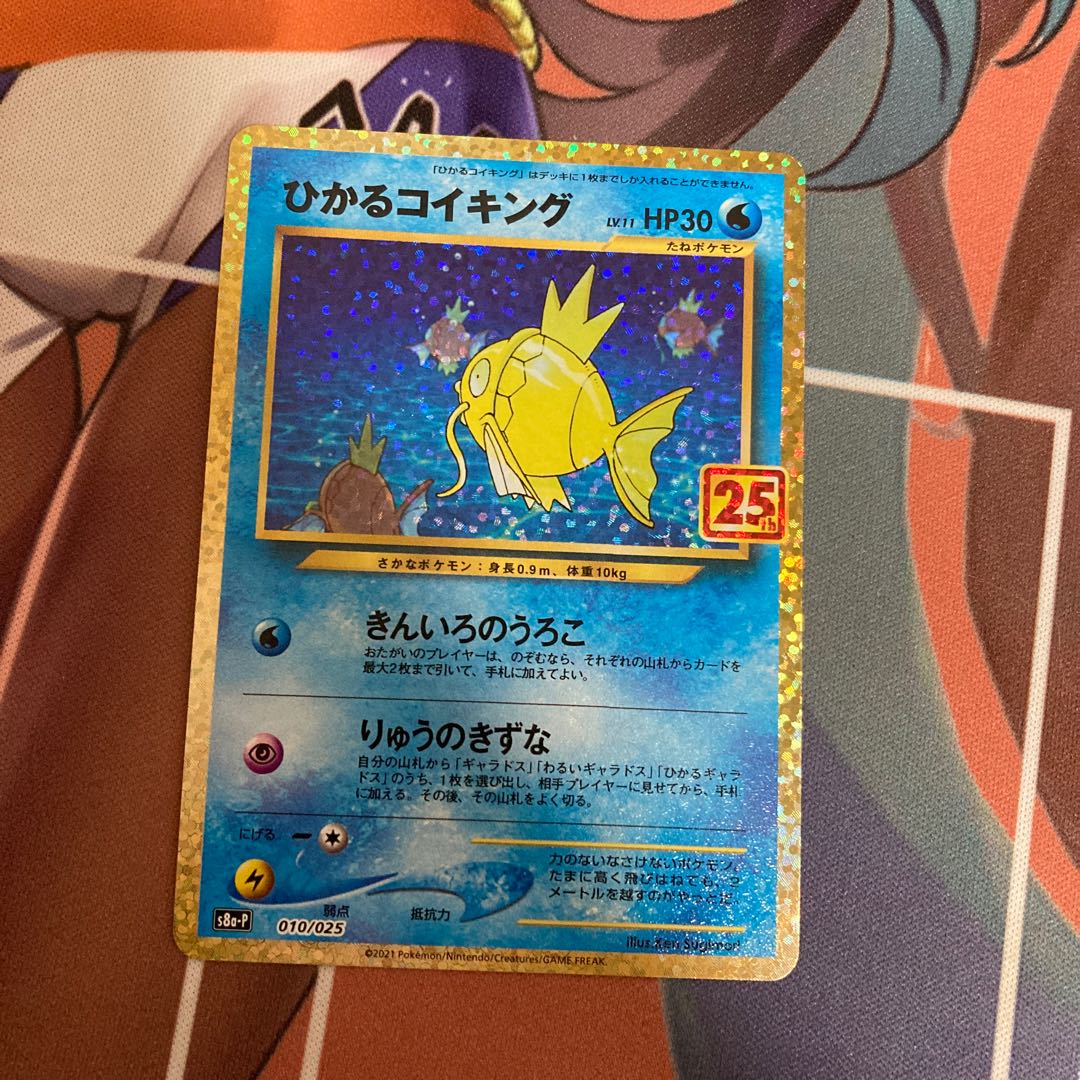 「ひかるコイキング」はデッキに1枚までしか入れることができません。
ひかるコイキング LV.11 HP30
たねポケモン
25th
さかなポケモン：身長0.9m、体重10kg
きんいろのうろこ
おたがいのプレイヤーは、のぞむなら、それぞれの山札からカードを
最大2枚まで引いて、手札に加えてよい。
りゅうのきずな
自分の山札から「ギャラドス」「わるいギャラドス」「ひかるギャラ
ドス」のうち、1枚を選び出し、相手プレイヤーに見せてから、手札
に加える。その後、その山札をよく切る。
にげる
力のないなさけないポケモン。
たまに高く飛びはねても、2
メートルを越すのがやっとだ。
弱点 抵抗力
s8a-P 010/025
illus.Ken Sugimori
©2021 Pokémon/Nintendo/Creatures/GAME FREAK.